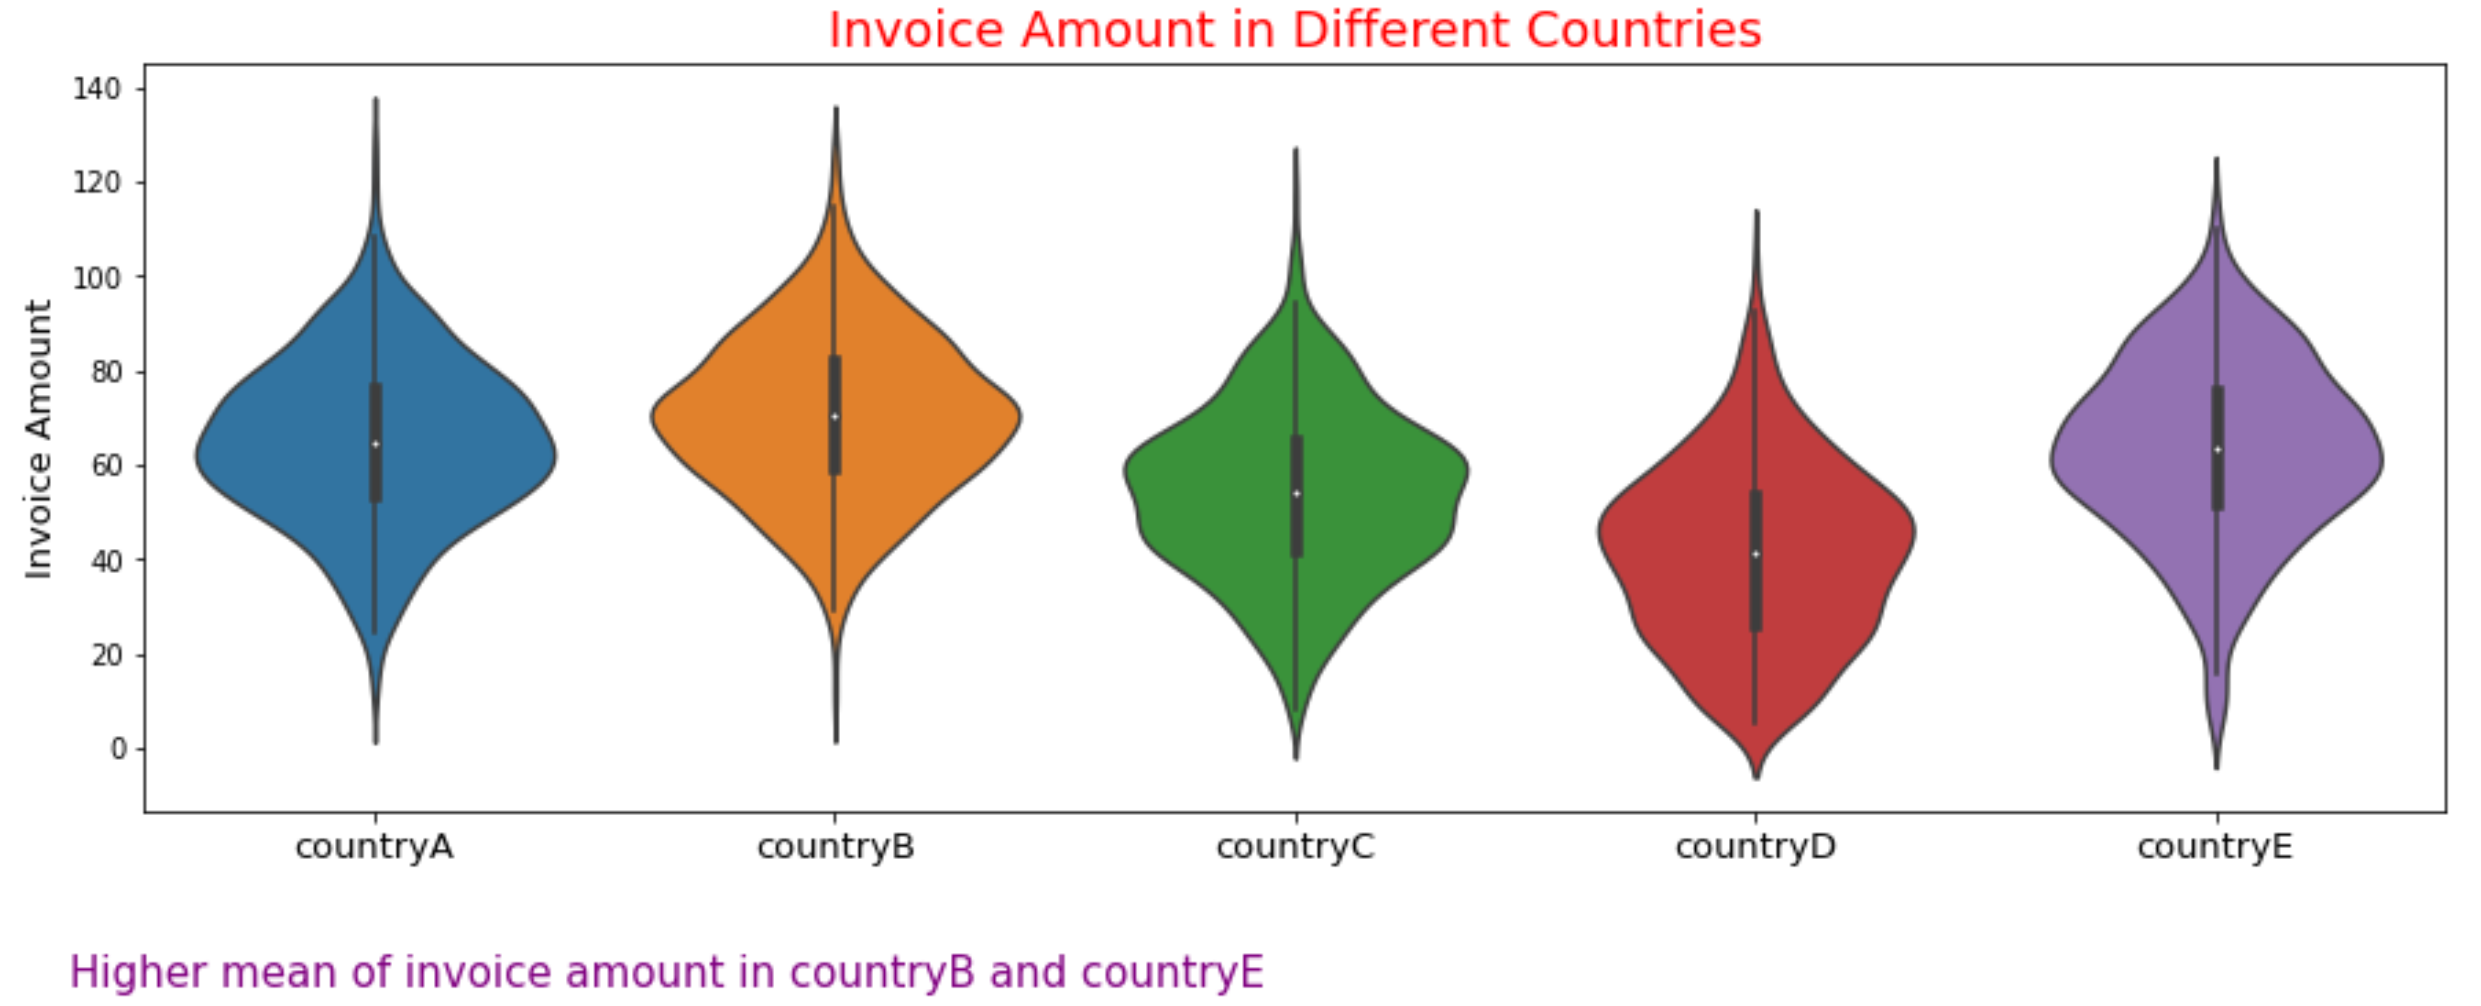 Invoice Amount in Different Countries
140
120
100
80
60
40
20
0
Invoice Amount
countryA countryB countryC countryD countryE
Higher mean of invoice amount in countryB and countryE